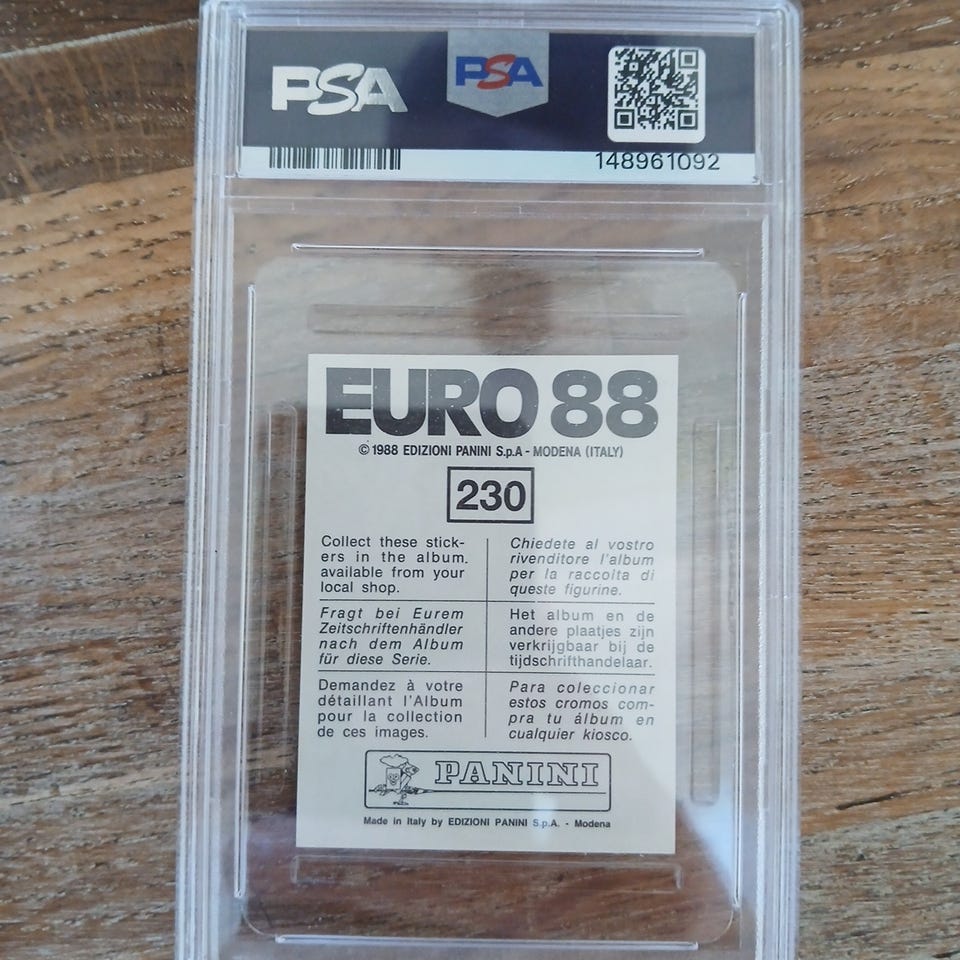 PSA
PSA
148961092
EURO 88
© 1988 EDIZIONI PANINI S.p.A - MODENA (ITALY)
230
Collect these stick-
ers in the album.
available from your
local shop.
Chiedete al vostro
rivenditore l'album
per la raccolta di
queste figurine.
Fragt bei Eurem
Zeitschriftenhändler
nach dem Album
für diese Serie.
Het album en de
andere plaatjes zijn
verkrijgbaar bij de
tijdschrifthandelaar.
Demandez à votre
détaillant l'Album
pour la collection
de ces images.
Para coleccionar
estos cromos com-
pra tu álbum en
cualquier kiosco.
PANINI
Made in Italy by EDIZIONI PANINI S.p.A. - Modena